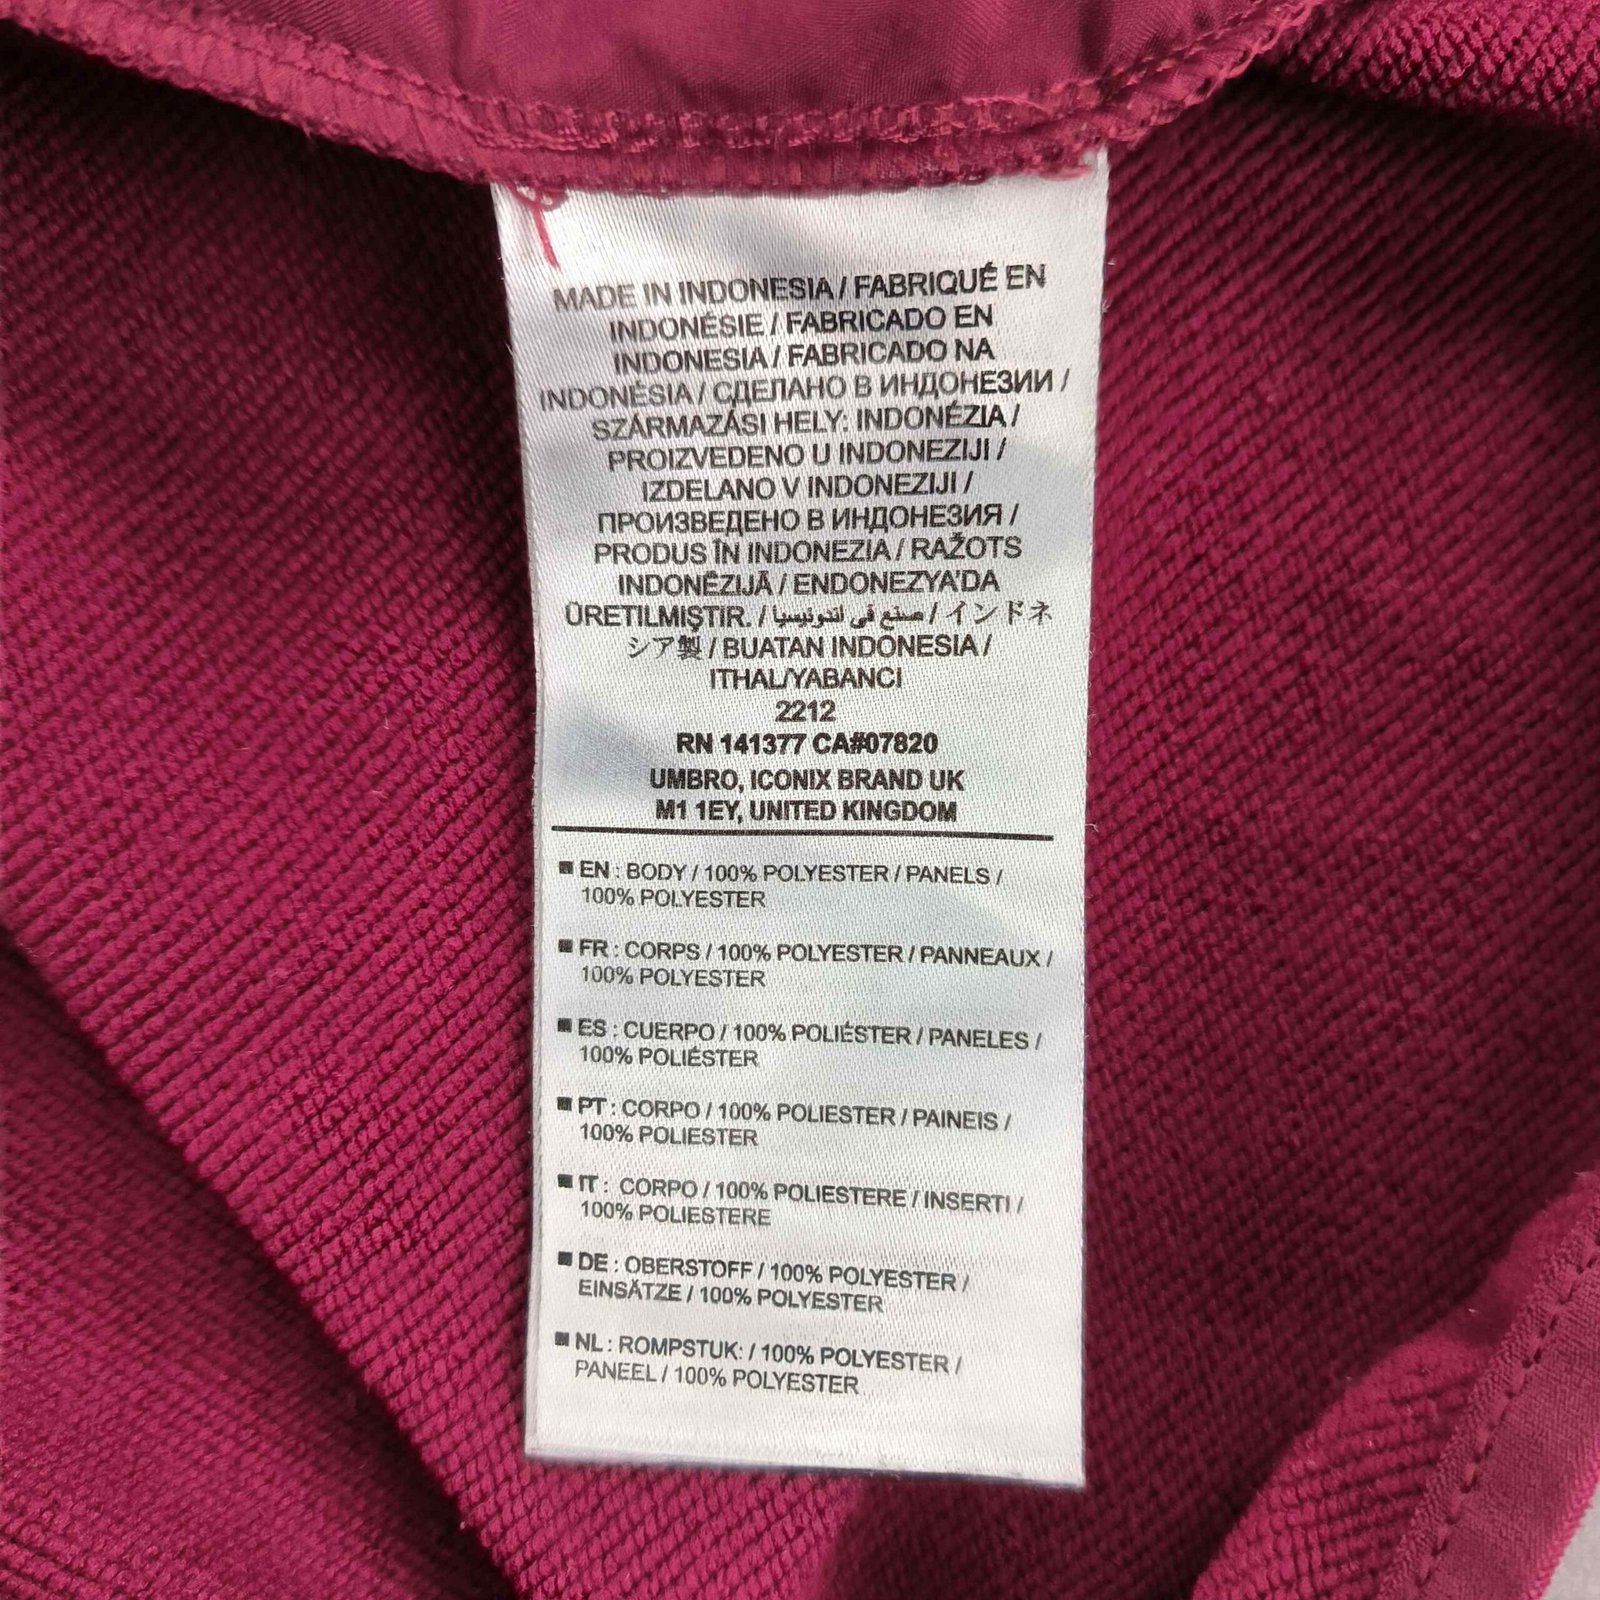 MADE IN INDONESIA / FABRIQUÉ EN
INDONÉSIE / FABRICADO EN
INDONESIA / FABRICADO NA
INDONÉSIA / СДЕЛАНО В ИНДОНЕЗИИ /
SZÁRMAZÁSI HELY: INDONÉZIA /
PROIZVEDENO U INDONEZIJI /
IZDELANO V INDONEZIJI /
ПРОИЗВЕДЕНО В ИНДОНЕЗИЯ /
PRODUS ÎN INDONEZIA / RAŽOTS
INDONĒZIJĀ / ENDONEZYA'DA
ÜRETILMIŞTIR. / صنع في اندونيسيا / インドネ
シア製 / BUATAN INDONESIA /
ITHAL/YABANCI
2212
RN 141377 CA#07820
UMBRO, ICONIX BRAND UK
M1 1EY, UNITED KINGDOM
■ EN : BODY / 100% POLYESTER / PANELS /
100% POLYESTER
■ FR : CORPS / 100% POLYESTER / PANNEAUX /
100% POLYESTER
■ ES : CUERPO / 100% POLIÉSTER / PANELES /
100% POLIÉSTER
■ PT : CORPO / 100% POLIESTER / PAINEIS /
100% POLIESTER
■ IT : CORPO / 100% POLIESTERE / INSERTI /
100% POLIESTERE
■ DE : OBERSTOFF / 100% POLYESTER /
EINSÄTZE / 100% POLYESTER
■ NL : ROMPSTUK: / 100% POLYESTER /
PANEEL / 100% POLYESTER